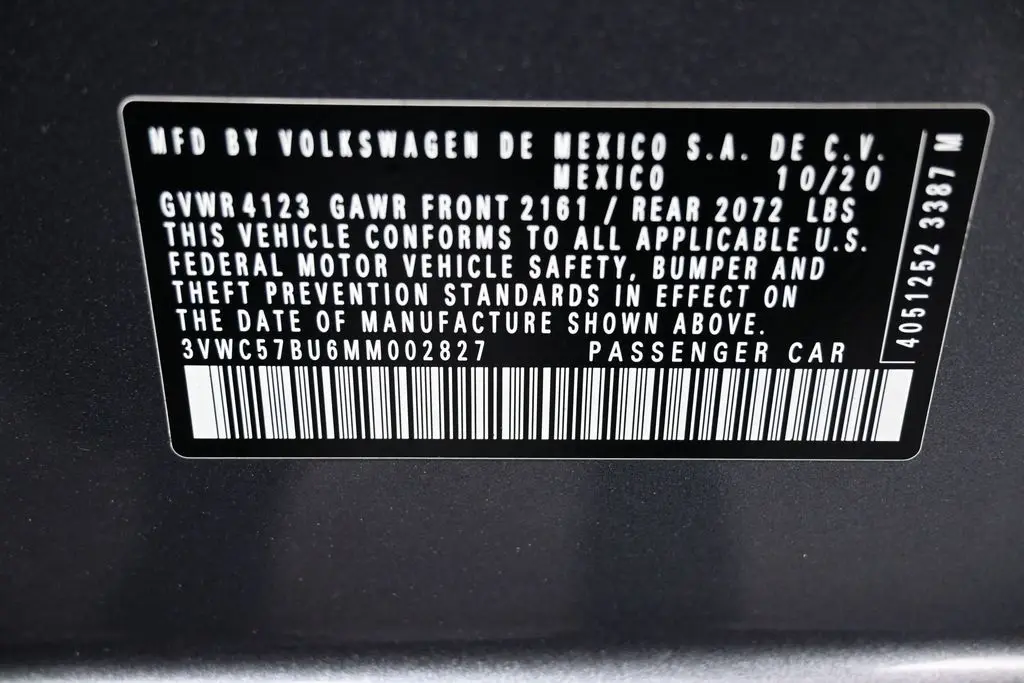 MFD BY VOLKSWAGEN DE MEXICO S.A. DE C.V.
MEXICO 10/20
GVWR 4123 GAWR FRONT 2161 / REAR 2072 LBS
THIS VEHICLE CONFORMS TO ALL APPLICABLE U.S.
FEDERAL MOTOR VEHICLE SAFETY, BUMPER AND
THEFT PREVENTION STANDARDS IN EFFECT ON
THE DATE OF MANUFACTURE SHOWN ABOVE.
3VWC57BU6MM002827 PASSENGER CAR
4051252 3387 M